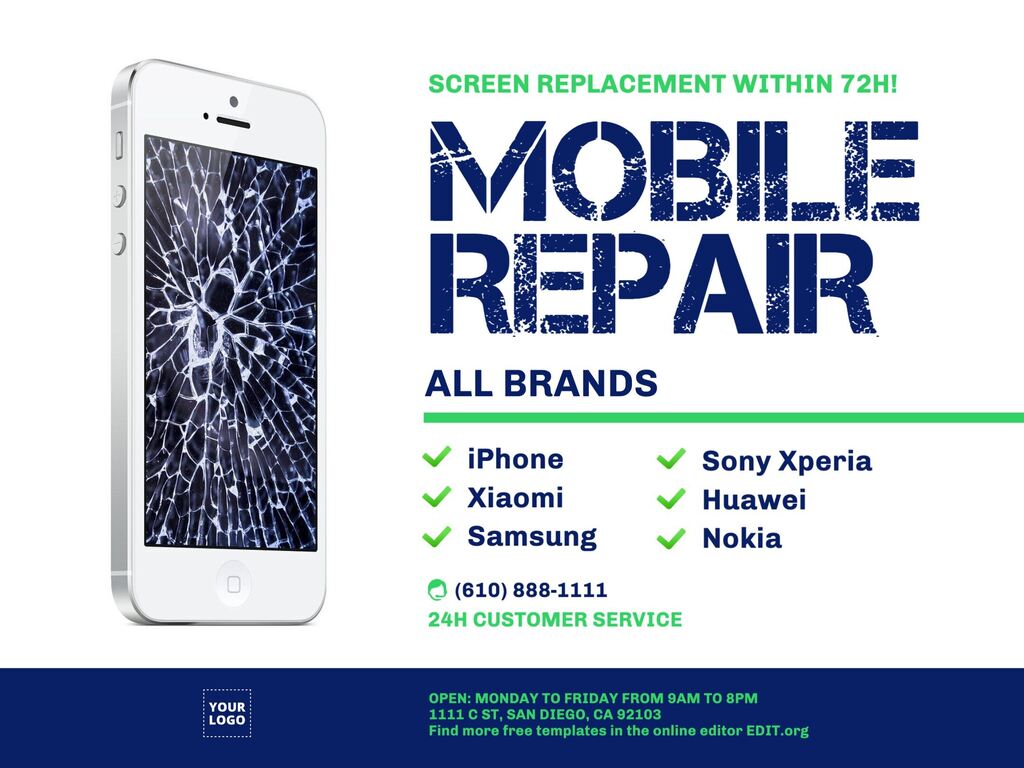 SCREEN REPLACEMENT WITHIN 72H!
MOBILE
REPAIR
ALL BRANDS
iPhone
Xiaomi
Samsung
Sony Xperia
Huawei
Nokia
(610) 888-1111
24H CUSTOMER SERVICE
YOUR
LOGO
OPEN: MONDAY TO FRIDAY FROM 9AM TO 8PM
1111 C ST, SAN DIEGO, CA 92103
Find more free templates in the online editor EDIT.org